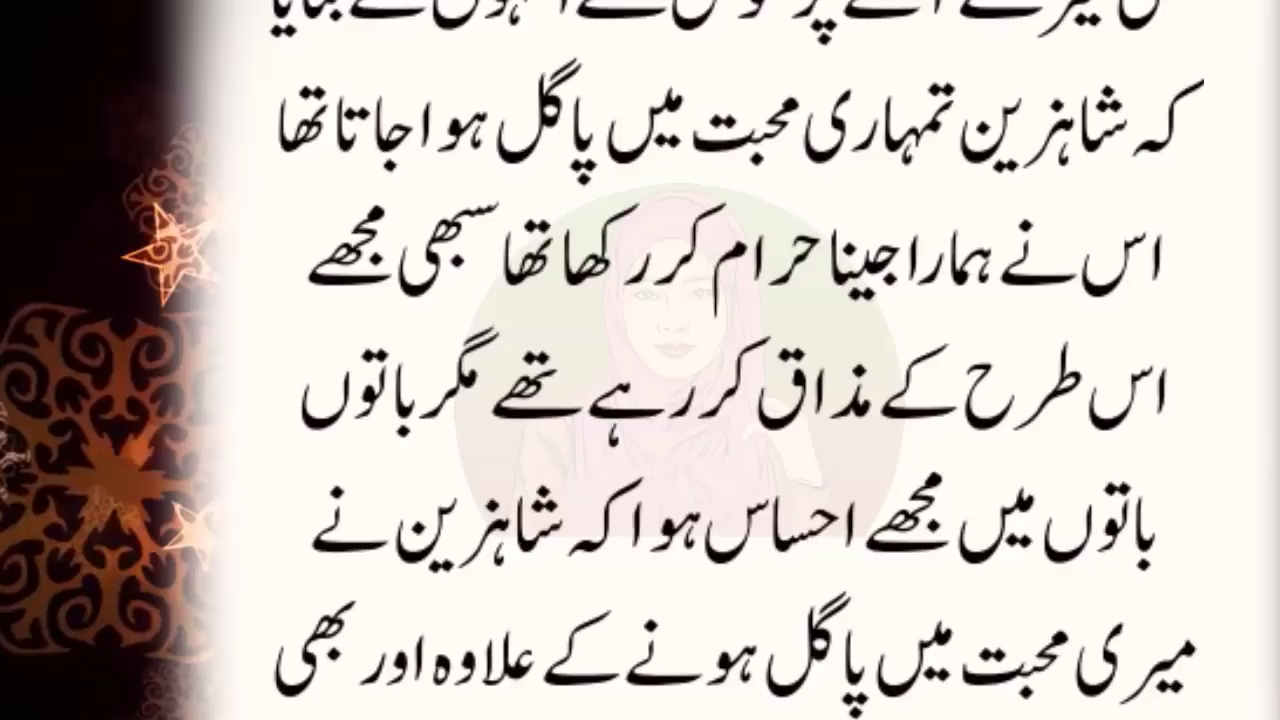 کہ شاہزین تمہاری محبت میں پاگل ہوا جاتا تھا
اس نے ہمارا جینا حرام کر رکھا تھا سبھی مجھے
اس طرح کے مذاق کر رہے تھے مگر باتوں
باتوں میں مجھے احساس ہوا کہ شاہزین نے
میری محبت میں پاگل ہونے کے علاوہ اور بھی